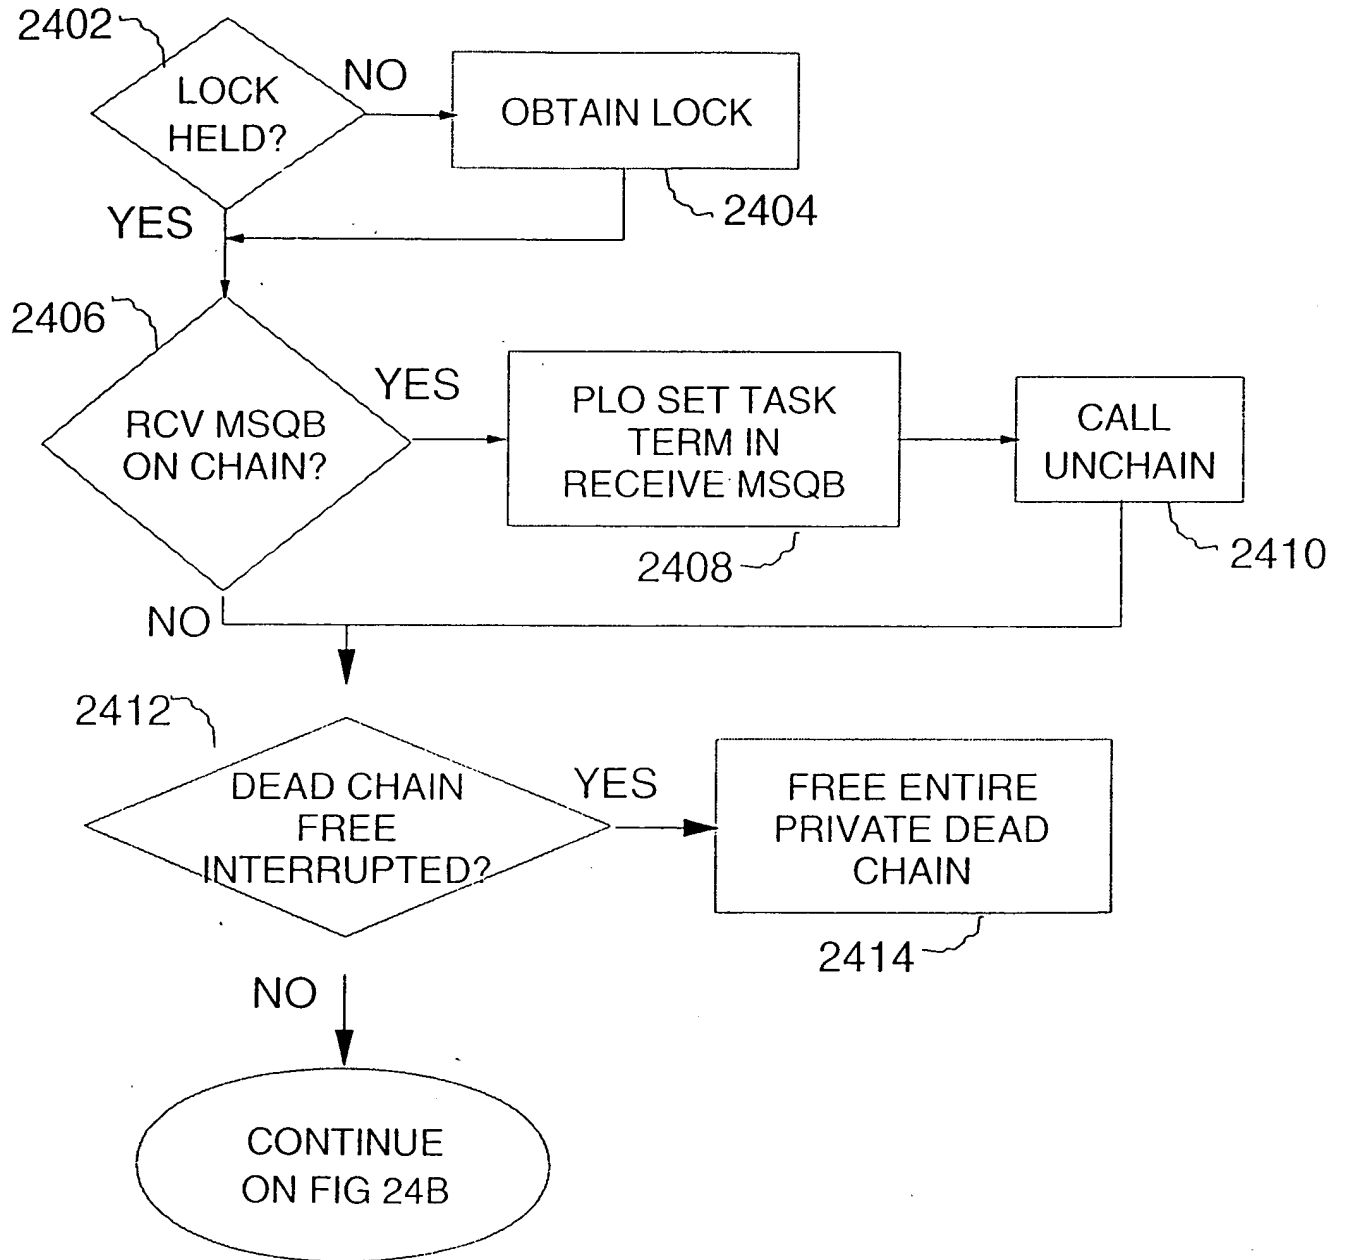 2402
LOCK
HELD?
NO
OBTAIN LOCK
2404
YES
2406
RCV MSQB
ON CHAIN?
YES
PLO SET TASK
TERM IN
RECEIVE MSQB
2408
CALL
UNCHAIN
2410
NO
2412
DEAD CHAIN
FREE
INTERRUPTED?
YES
FREE ENTIRE
PRIVATE DEAD
CHAIN
2414
NO
CONTINUE
ON FIG 24B